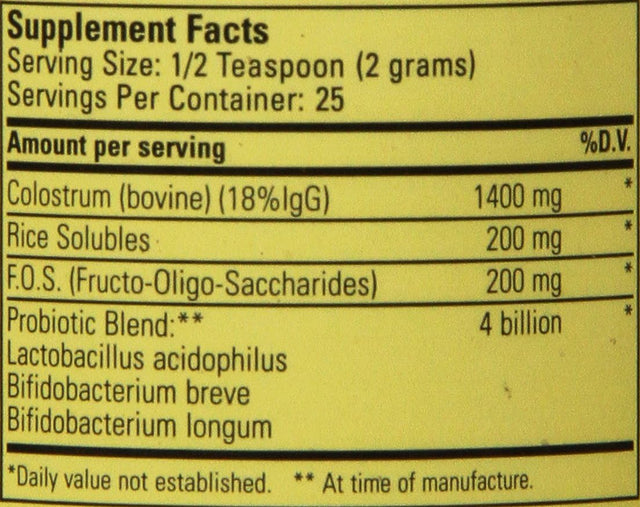 Supplement Facts
Serving Size: 1/2 Teaspoon (2 grams)
Servings Per Container: 25
Amount per serving %D.V.
Colostrum (bovine) (18%IgG) 1400 mg *
Rice Solubles 200 mg *
F.O.S. (Fructo-Oligo-Saccharides) 200 mg *
Probiotic Blend:** 4 billion *
Lactobacillus acidophilus
Bifidobacterium breve
Bifidobacterium longum
*Daily value not established. ** At time of manufacture.